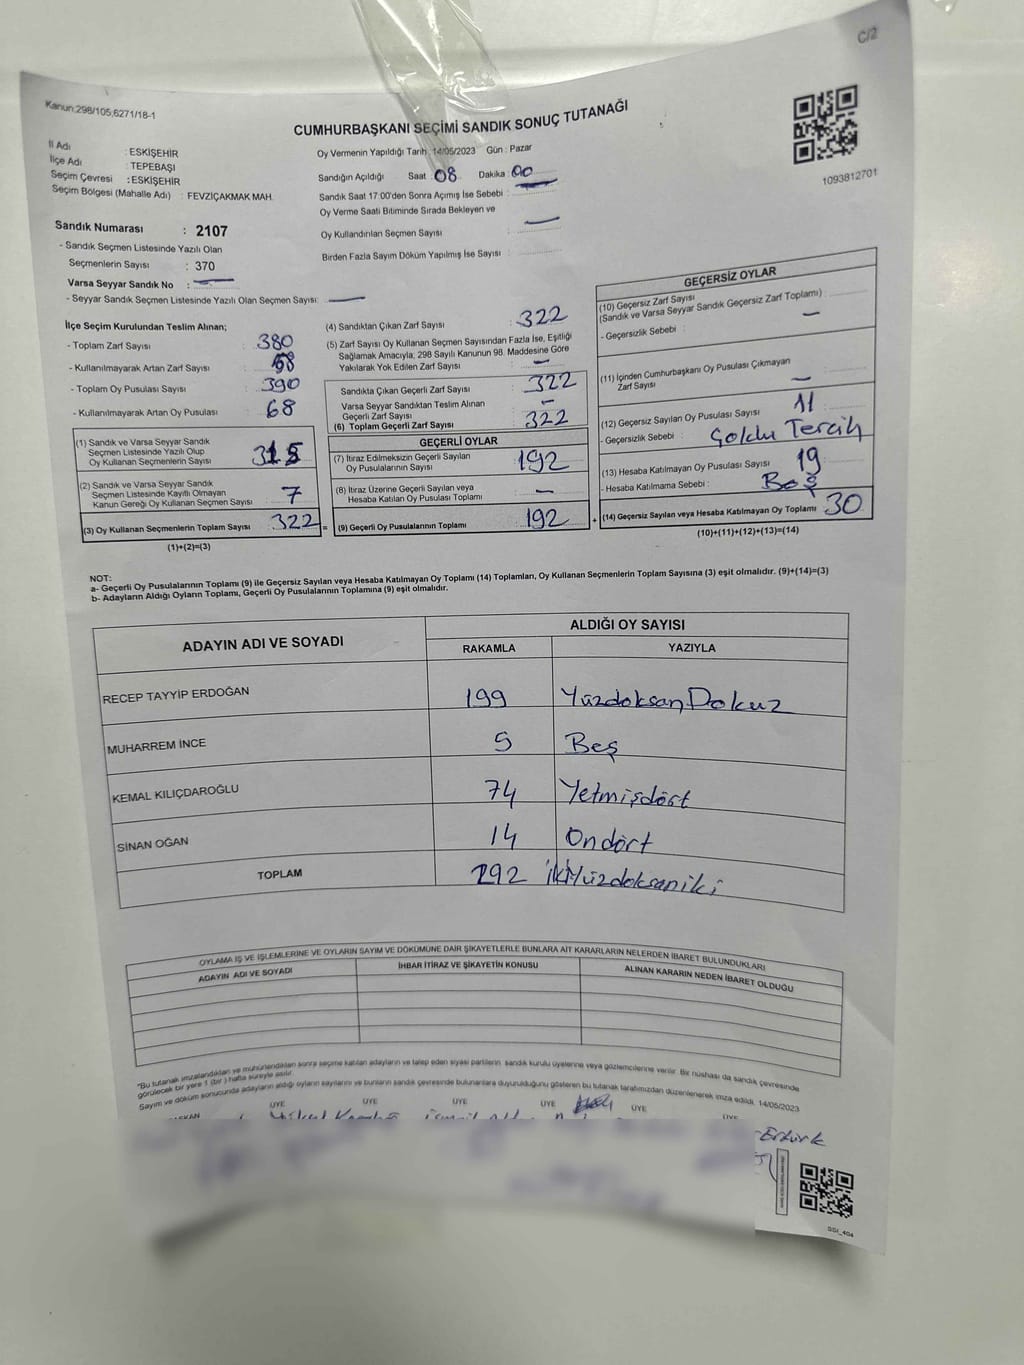 C/2
Kanun:298/105;6271/18-1
CUMHURBAŞKANI SEÇİMİ SANDIK SONUÇ TUTANAĞI
1093812701
İl Adı : ESKİŞEHİR
İlçe Adı : TEPEBAŞI
Seçim Çevresi : ESKİŞEHİR
Seçim Bölgesi (Mahalle Adı) : FEVZİÇAKMAK MAH.
Oy Vermenin Yapıldığı Tarih : 14/05/2023 Gün : Pazar
Sandığın Açıldığı Saat : 08 Dakika : 00
Sandık Saat 17.00'den Sonra Açımış İse Sebebi :
Oy Verme Saati Bitiminde Sırada Bekleyen ve
Oy Kullandırılan Seçmen Sayısı :
Birden Fazla Sayım Döküm Yapılmış İse Sayısı :
Sandık Numarası : 2107
- Sandık Seçmen Listesinde Yazılı Olan
Seçmenlerin Sayısı : 370
Varsa Seyyar Sandık No :
- Seyyar Sandık Seçmen Listesinde Yazılı Olan Seçmen Sayısı:
İlçe Seçim Kurulundan Teslim Alınan;
- Toplam Zarf Sayısı : 380
- Kullanılmayarak Artan Zarf Sayısı : 58
- Toplam Oy Pusulası Sayısı : 390
- Kullanılmayarak Artan Oy Pusulası : 68
(1) Sandık ve Varsa Seyyar Sandık
Seçmen Listesinde Yazılı Olup
Oy Kullanan Seçmenlerin Sayısı : 315
(2) Sandık ve Varsa Seyyar Sandık
Seçmen Listesinde Kayıtlı Olmayan
Kanun Gereği Oy Kullanan Seçmen Sayısı : 7
(3) Oy Kullanan Seçmenlerin Toplam Sayısı : 322 =
(1)+(2)=(3)
(4) Sandıktan Çıkan Zarf Sayısı : 322
(5) Zarf Sayısı Oy Kullanan Seçmen Sayısından Fazla İse, Eşitliği
Sağlamak Amacıyla; 298 Sayılı Kanunun 98. Maddesine Göre
Yakılarak Yok Edilen Zarf Sayısı : —
Sandıkta Çıkan Geçerli Zarf Sayısı : 322
Varsa Seyyar Sandıktan Teslim Alınan
Geçerli Zarf Sayısı : -
(6) Toplam Geçerli Zarf Sayısı : 322
GEÇERLİ OYLAR
(7) İtiraz Edilmeksizin Geçerli Sayılan
Oy Pusulalarının Sayısı : 192
(8) İtiraz Üzerine Geçerli Sayılan veya
Hesaba Katılan Oy Pusulası Toplamı : —
(9) Geçerli Oy Pusulalarının Toplamı : 192 +
GEÇERSİZ OYLAR
(10) Geçersiz Zarf Sayısı
(Sandık ve Varsa Seyyar Sandık Geçersiz Zarf Toplamı) : —
- Geçersizlik Sebebi :
(11) İçinden Cumhurbaşkanı Oy Pusulası Çıkmayan
Zarf Sayısı : —
(12) Geçersiz Sayılan Oy Pusulası Sayısı : 11
- Geçersizlik Sebebi : Çoklu Tercih
(13) Hesaba Katılmayan Oy Pusulası Sayısı : 19
- Hesaba Katılmama Sebebi : Boş
(14) Geçersiz Sayılan veya Hesaba Katılmayan Oy Toplamı : 30
(10)+(11)+(12)+(13)=(14)
NOT:
a- Geçerli Oy Pusulalarının Toplamı (9) ile Geçersiz Sayılan veya Hesaba Katılmayan Oy Toplamı (14) Toplamları, Oy Kullanan Seçmenlerin Toplam Sayısına (3) eşit olmalıdır. (9)+(14)=(3)
b- Adayların Aldığı Oyların Toplamı, Geçerli Oy Pusulalarının Toplamına (9) eşit olmalıdır.
ADAYIN ADI VE SOYADI ALDIĞI OY SAYISI
RAKAMLA YAZIYLA
RECEP TAYYİP ERDOĞAN 199 YüzdoksanDokuz
MUHARREM İNCE 5 Beş
KEMAL KILIÇDAROĞLU 74 Yetmişdört
SİNAN OĞAN 14 Ondört
TOPLAM 292 ikiYüzdoksaniki
OYLAMA İŞ VE İŞLEMLERİNE VE OYLARIN SAYIM VE DÖKÜMÜNE DAİR ŞİKAYETLERLE BUNLARA AİT KARARLARIN NELERDEN İBARET BULUNDUKLARI
ADAYIN ADI VE SOYADI İHBAR İTİRAZ VE ŞİKAYETİN KONUSU ALINAN KARARIN NEDEN İBARET OLDUĞU
*Bu tutanak imzalandıktan ve mühürlendikten sonra seçime katılan adayların ve talep eden siyasi partilerin sandık kurulu üyelerine veya gözlemcilerine verilir. Bir nüshası da sandık çevresinde
görülecek bir yere 1 (bir) hafta süreyle asılır.
Sayım ve döküm sonucunda adayların aldığı oyların sayılarını ve bunların sandık çevresinde bulunanlara duyurulduğunu gösteren bu tutanak tarafımızdan düzenlenerek imza edildi. 14/05/2023
ÜYE ÜYE ÜYE ÜYE ÜYE
Ertürk